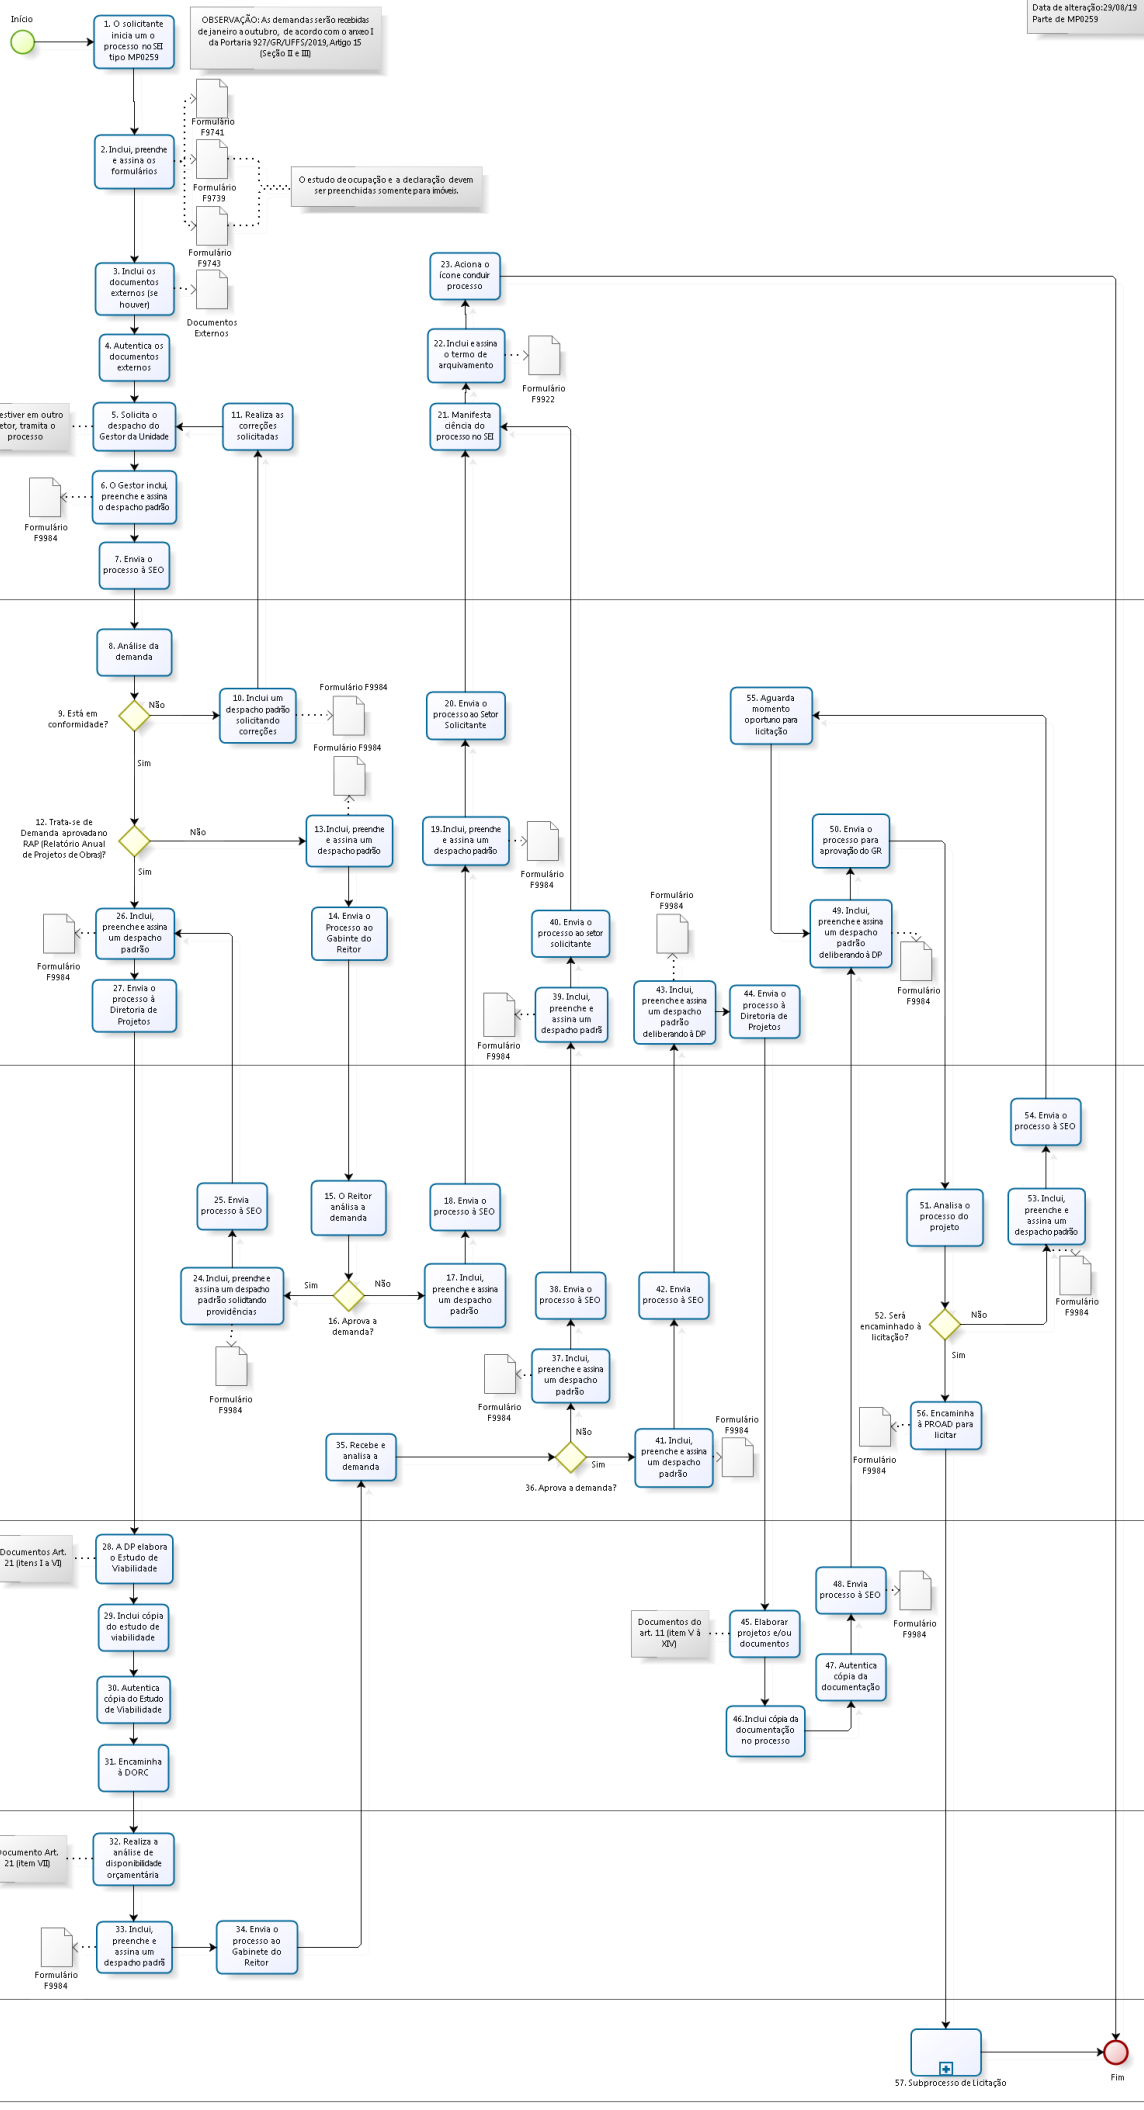 Início
1. O solicitante
inicia um o
processo no SEI
tipo MP0259
OBSERVAÇÃO: As demandas serão recebidas
de janeiro a outubro, de acordo com o anexo I
da Portaria 927/GR/UFFS/2019, Artigo 15
(Seção II e III)
Data de alteração:29/08/19
Parte de MP0259
2. Inclui, preenche
e assina os
formulários
Formulário
F9741
Formulário
F9739
Formulário
F9743
O estudo de ocupação e a declaração devem
ser preenchidas somente para imóveis.
3. Inclui os
documentos
externos (se
houver)
Documentos
Externos
4. Autentica os
documentos
externos
estiver em outro
etor, tramita o
processo
5. Solicita o
despacho do
Gestor da Unidade
11. Realiza as
correções
solicitadas
6. O Gestor inclui,
preenche e assina
o despacho padrão
Formulário
F9984
7. Envia o
processo à SEO
23. Aciona o
ícone conduir
processo
22. Inclui e assina
o termo de
arquivamento
Formulário
F9922
21. Manifesta
ciência do
processo no SEI
8. Análise da
demanda
9. Está em
conformidade?
Não
Sim
10. Inclui um
despacho padrão
solicitando
correções
Formulário F9984
Formulário F9984
12. Trata-se de
Demanda aprovada no
RAP (Relatório Anual
de Projetos de Obras)?
Não
Sim
13.Inclui, preenche
e assina um
despacho padrão
14. Envia o
Processo ao
Gabinte do
Reitor
20. Envia o
processo ao Setor
Solicitante
19.Inclui, preenche
e assina um
despacho padrão
Formulário
F9984
26. Inclui,
preenche e assina
um despacho
padrão
Formulário
F9984
27. Envia o
processo à
Diretoria de
Projetos
40. Envia o
processo ao setor
solicitante
39. Inclui,
preenche e
assina um
despacho padrã
Formulário
F9984
Formulário
F9984
43. Inclui,
preenche e assina
um despacho
padrão
deliberando à DP
44. Envia o
processo à
Diretoria de
Projetos
55. Aguarda
momento
oportuno para
licitação
50. Envia o
processo para
aprovação do GR
49. Inclui,
preenche e assina
um despacho
padrão
deliberando à DP
Formulário
F9984
25. Envia
processo à SEO
24. Inclui, preenche e
assina um despacho
padrão solicitando
providências
Formulário
F9984
15. O Reitor
análisa a
demanda
Sim
Não
16. Aprova a
demanda?
18. Envia o
processo à SEO
17. Inclui,
preenche e assina
um despacho
padrão
38. Envia o
processo à SEO
37. Inclui,
preenche e assina
um despacho
padrão
Formulário
F9984
35. Recebe e
analisa a
demanda
Não
Sim
36. Aprova a demanda?
42. Envia
processo à SEO
41. Inclui,
preenche e assina
um despacho
padrão
Formulário
F9984
54. Envia o
processo à SEO
53. Inclui,
preenche e
assina um
despacho padrão
Formulário
F9984
51. Analisa o
processo do
projeto
52. Será
encaminhado à
licitação?
Não
Sim
56. Encaminha
à PROAD para
licitar
Formulário
F9984
Documentos Art.
21 (itens I a VI)
28. A DP elabora
o Estudo de
Viabilidade
29. Inclui cópia
do estudo de
viabilidade
30. Autentica
cópia do Estudo
de Viabilidade
31. Encaminha
à DORC
Documentos do
art. 11 (item V à
XIV)
45. Elaborar
projetos e/ou
documentos
46.Inclui cópia da
documentação
no processo
48. Envia
processo à SEO
Formulário
F9984
47. Autentica
cópia da
documentação
ocumento Art.
21 (item VII)
32. Realiza a
análise de
disponibilidade
orçamentária
33. Inclui,
preenche e
assina um
despacho padrã
Formulário
F9984
34. Envia o
processo ao
Gabinete do
Reitor
57. Subprocesso de Licitação
Fim